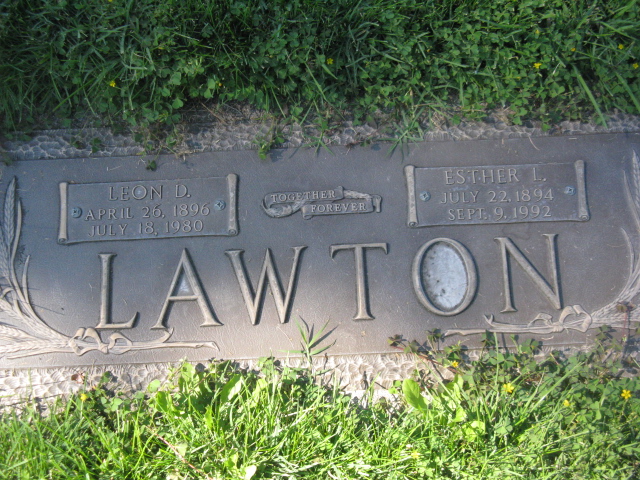 LEON D.
APRIL 26, 1896
JULY 18, 1980
TOGETHER
FOREVER
ESTHER L.
JULY 22, 1894
SEPT. 9, 1992
LAWTON